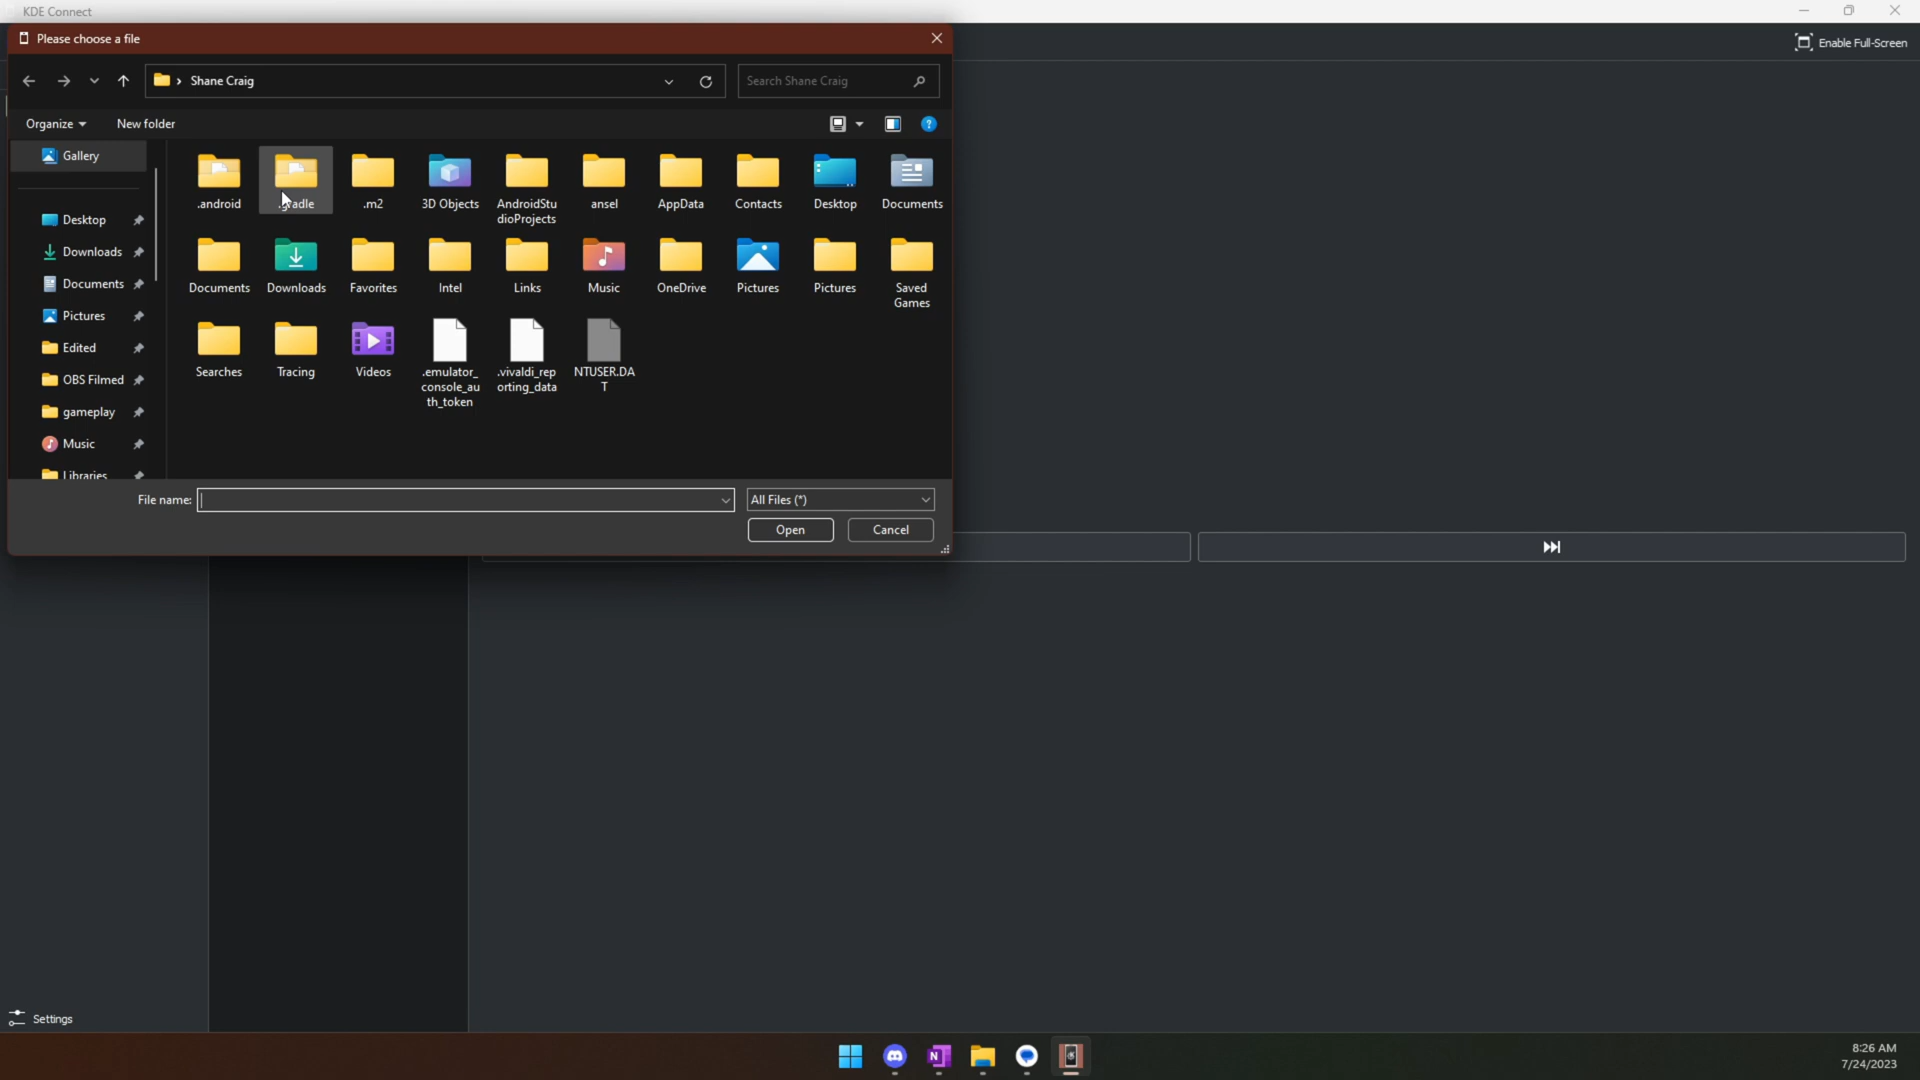 KDE Connect
Enable Full-Screen
Please choose a file
Shane Craig
Search Shane Craig
Organize
New folder
Gallery
Desktop
Downloads
Documents
Pictures
Edited
OBS Filmed
gameplay
Music
Libraries
.android
.gradle
.m2
3D Objects
AndroidStu
dioProjects
ansel
AppData
Contacts
Desktop
Documents
Documents
Downloads
Favorites
Intel
Links
Music
OneDrive
Pictures
Pictures
Saved
Games
Searches
Tracing
Videos
.emulator_
console_au
th_token
.vivaldi_rep
orting_data
NTUSER.DA
T
File name:
All Files (*)
Open
Cancel
Settings
8:26 AM
7/24/2023